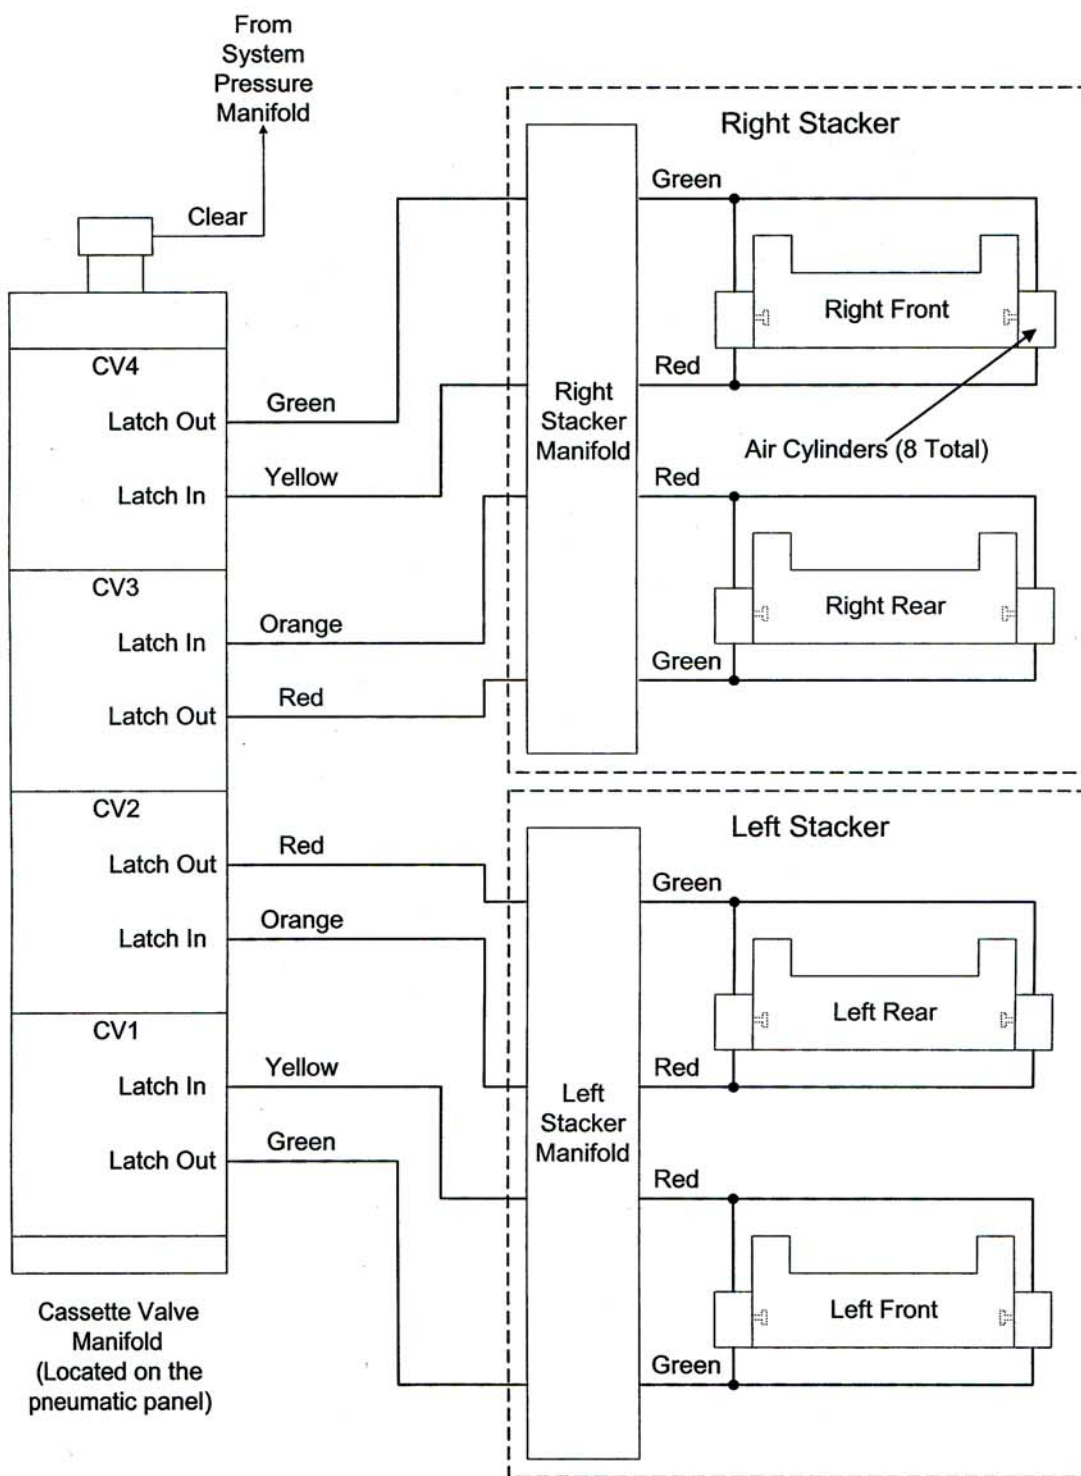 From
System
Pressure
Manifold
Clear
CV4
Latch Out
Green
Latch In
Yellow
CV3
Latch In
Orange
Latch Out
Red
CV2
Latch Out
Red
Latch In
Orange
CV1
Latch In
Yellow
Latch Out
Green
Cassette Valve
Manifold
(Located on the
pneumatic panel)
Right Stacker
Right
Stacker
Manifold
Green
Right Front
Red
Air Cylinders (8 Total)
Red
Right Rear
Green
Left Stacker
Left
Stacker
Manifold
Green
Left Rear
Red
Red
Left Front
Green